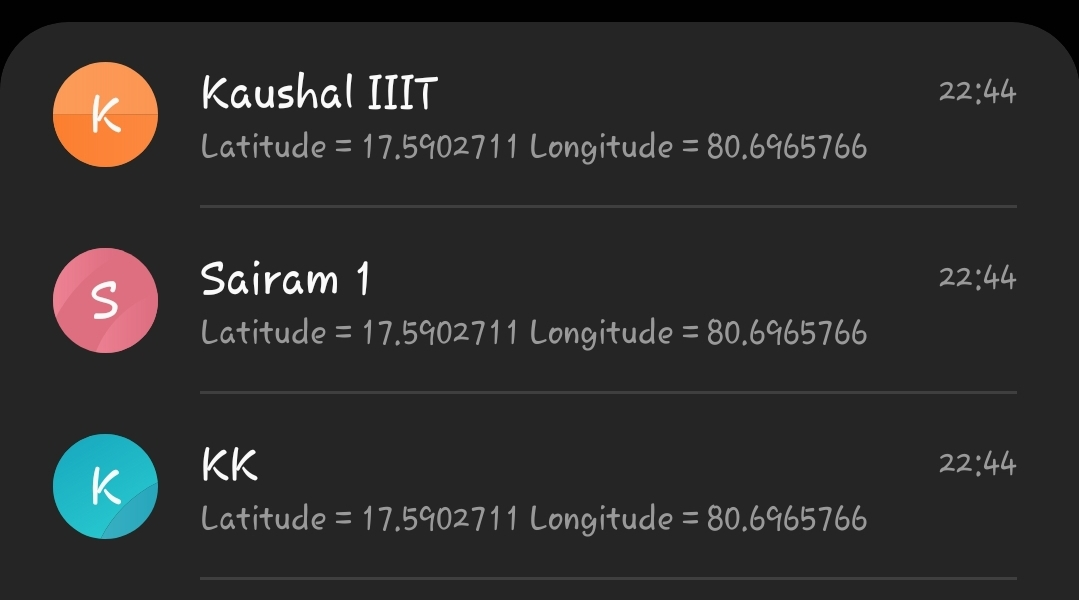 K
Kaushal IIIT
22:44
Latitude = 17.5902711 Longitude = 80.6965766
S
Sairam 1
22:44
Latitude = 17.5902711 Longitude = 80.6965766
K
KK
22:44
Latitude = 17.5902711 Longitude = 80.6965766